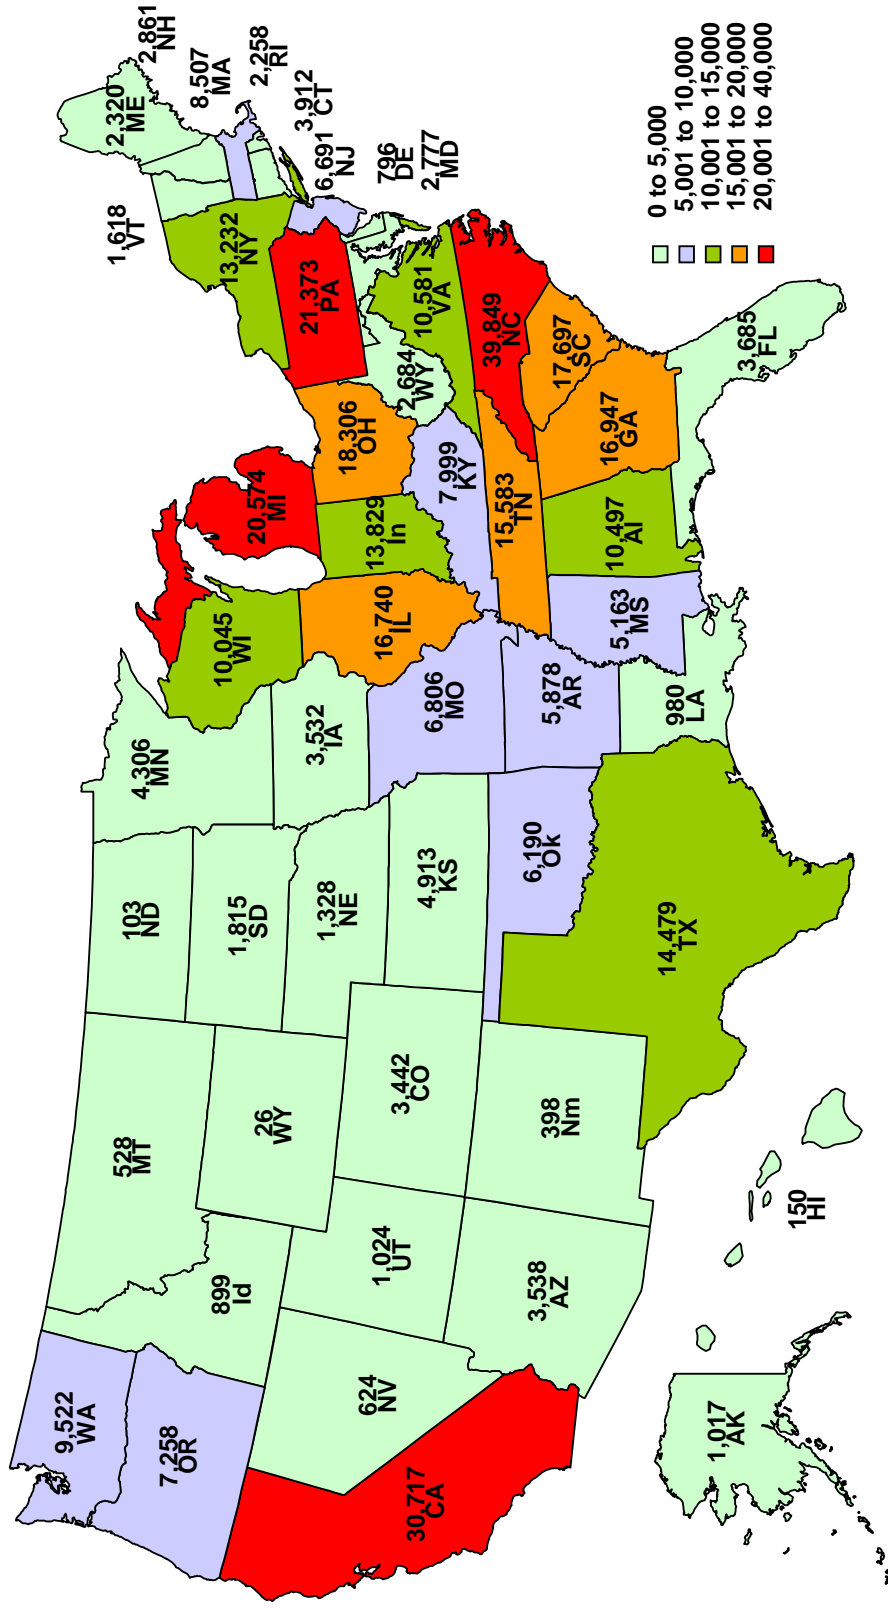 9,522
WA
7,258
OR
30,717
CA
624
NV
899
Id
528
MT
26
WY
1,024
UT
3,538
AZ
3,442
CO
398
Nm
103
ND
1,815
SD
1,328
NE
4,913
KS
6,190
Ok
14,479
TX
4,306
MN
3,532
IA
6,806
MO
5,878
AR
980
LA
10,045
WI
16,740
IL
20,574
MI
13,829
In
18,306
OH
7,999
KY
15,583
TN
5,163
MS
10,497
Al
16,947
GA
3,685
FL
17,697
SC
39,849
NC
10,581
VA
2,684
WY
21,373
PA
13,232
NY
1,618
VT
2,320
ME
2,861
NH
8,507
MA
2,258
RI
3,912
CT
6,691
NJ
796
DE
2,777
MD
1,017
AK
150
HI
0 to 5,000
5,001 to 10,000
10,001 to 15,000
15,001 to 20,000
20,001 to 40,000